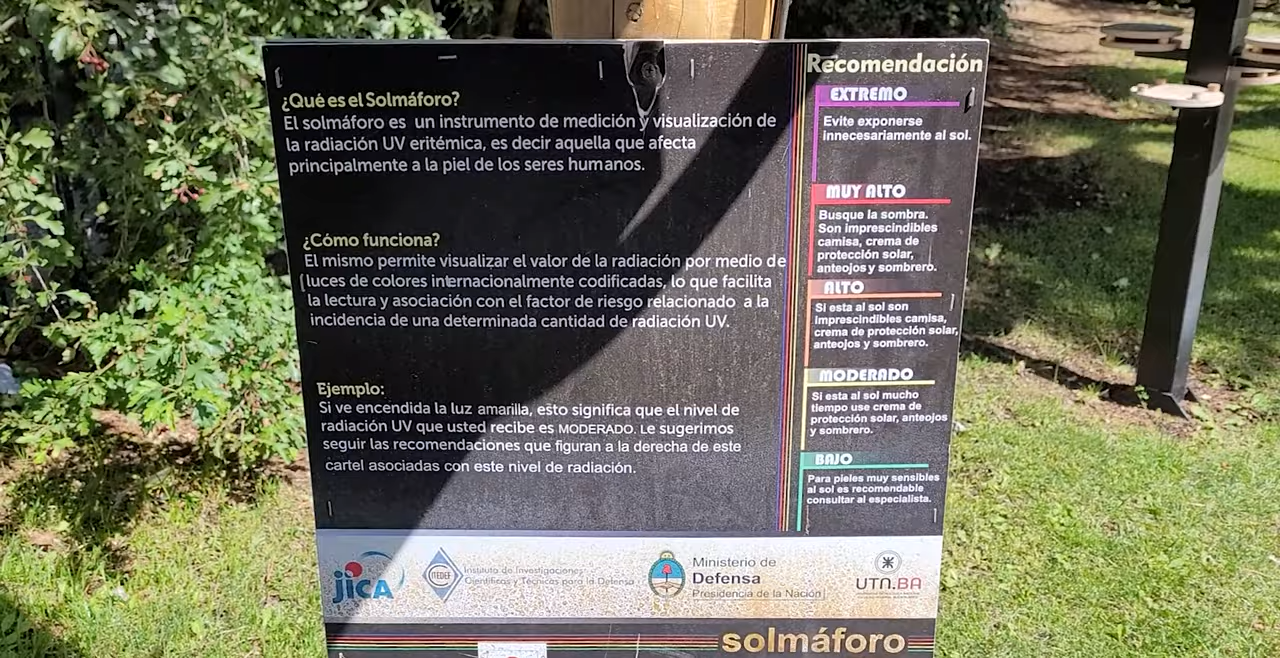 ¿Qué es el Solmáforo?
El solmáforo es un instrumento de medición y visualización de
la radiación UV eritémica, es decir aquella que afecta
principalmente a la piel de los seres humanos.
¿Cómo funciona?
El mismo permite visualizar el valor de la radiación por medio de
luces de colores internacionalmente codificadas, lo que facilita
la lectura y asociación con el factor de riesgo relacionado a la
incidencia de una determinada cantidad de radiación UV.
Ejemplo:
Si ve encendida la luz amarilla, esto significa que el nivel de
radiación UV que usted recibe es MODERADO. Le sugerimos
seguir las recomendaciones que figuran a la derecha de este
cartel asociadas con este nivel de radiación.
Recomendación
EXTREMO
Evite exponerse
innecesariamente al sol.
MUY ALTO
Busque la sombra.
Son imprescindibles
camisa, crema de
protección solar,
anteojos y sombrero.
ALTO
Si esta al sol son
imprescindibles camisa,
crema de protección solar,
anteojos y sombrero.
MODERADO
Si esta al sol mucho
tiempo use crema de
protección solar, anteojos
y sombrero.
BAJO
Para pieles muy sensibles
al sol es recomendable
consultar al especialista.
jICA
CITEDEF
Instituto de Investigaciones
Científicas y Técnicas para la Defensa
Ministerio de
Defensa
Presidencia de la Nación
UTN.BA
solmáforo